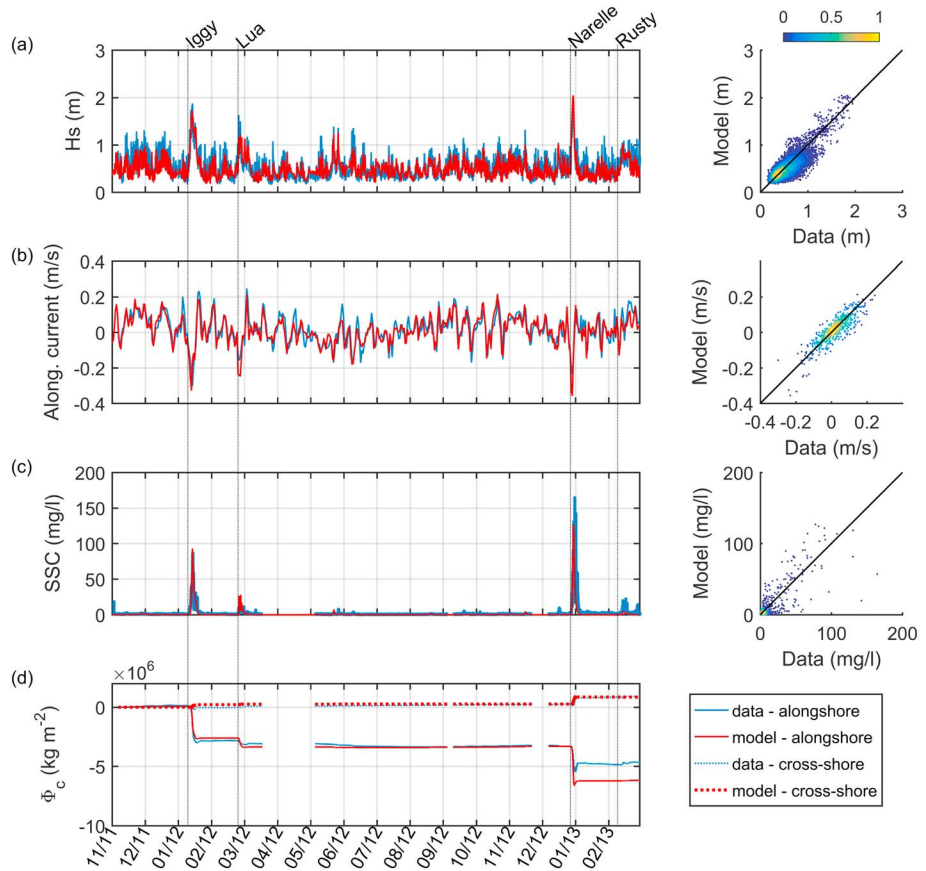 Iggy
Lua
Narelle
Rusty
(a)
3
2
1
0
Hs (m)
0 0.5 1
3
2
1
0
Model (m)
0 1 2 3
Data (m)
(b)
0.4
0.2
0
-0.2
-0.4
Along. current (m/s)
0.2
0
-0.2
-0.4
Model (m/s)
-0.4 -0.2 0 0.2
Data (m/s)
(c)
200
150
100
50
0
SSC (mg/l)
200
100
0
Model (mg/l)
0 100 200
Data (mg/l)
(d)
×10⁶
0
-5
-10
Φc (kg m⁻²)
11/11 12/11 01/12 02/12 03/12 04/12 05/12 06/12 07/12 08/12 09/12 10/12 11/12 12/12 01/13 02/13
data - alongshore
model - alongshore
data - cross-shore
model - cross-shore